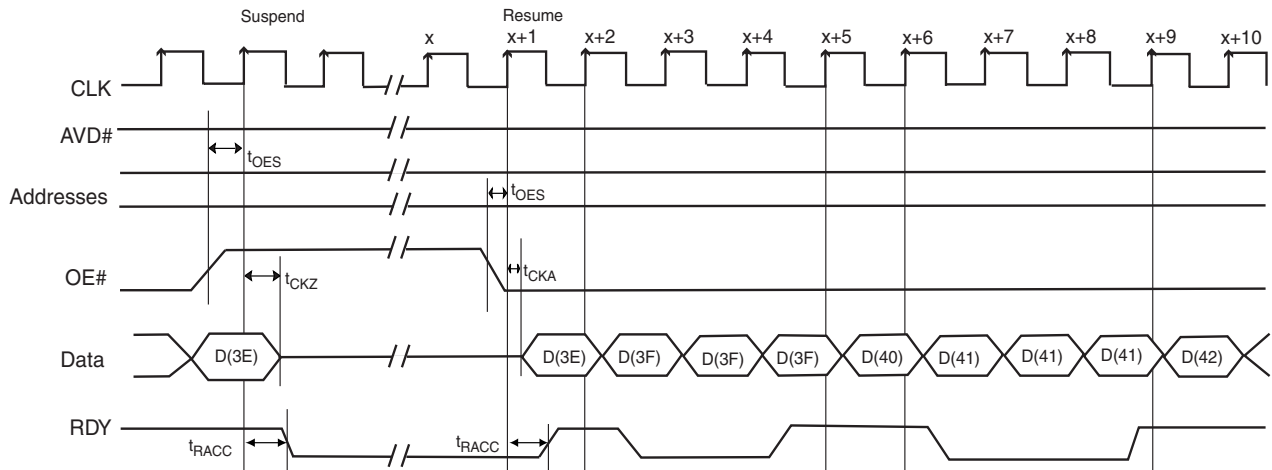 Suspend Resume
x x+1 x+2 x+3 x+4 x+5 x+6 x+7 x+8 x+9 x+10
CLK
AVD#
tOES
Addresses
tOES
OE#
tCKZ
tCKA
Data
D(3E) D(3E) D(3F) D(3F) D(3F) D(40) D(41) D(41) D(41) D(42)
RDY
tRACC tRACC